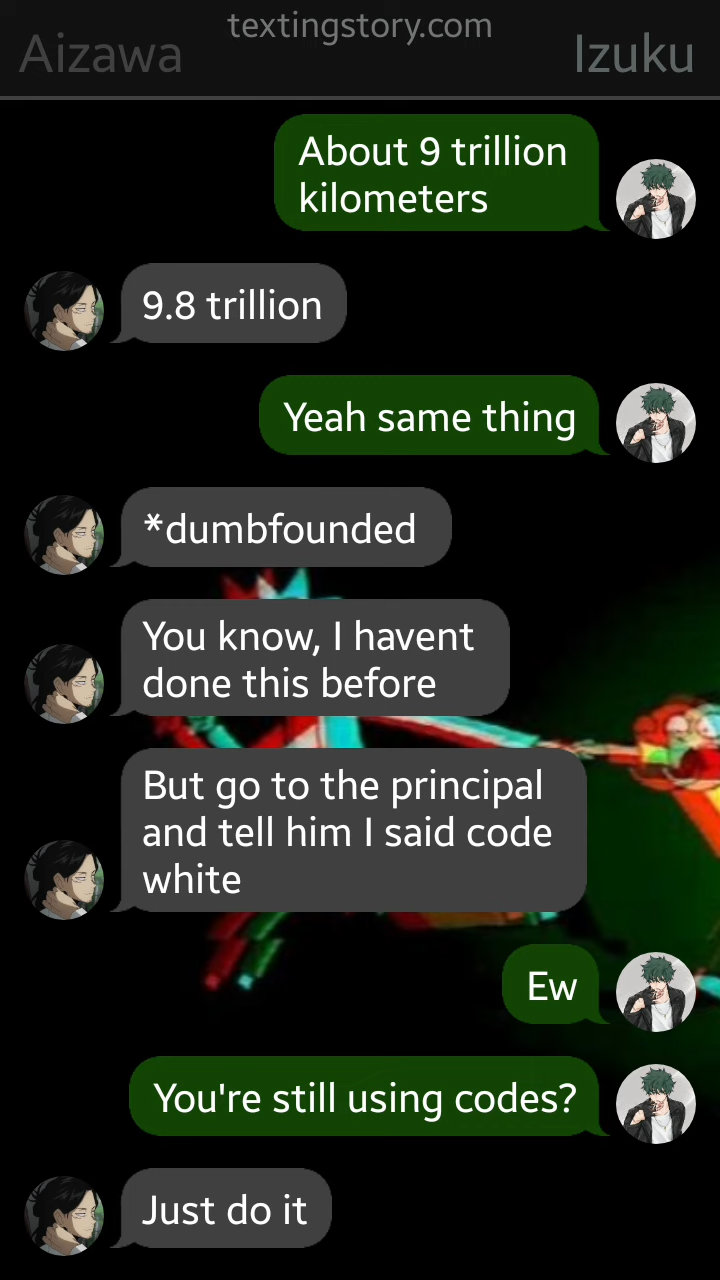 textingstory.com
Aizawa
Izuku
About 9 trillion
kilometers
9.8 trillion
Yeah same thing
*dumbfounded
You know, I havent
done this before
But go to the principal
and tell him I said code
white
Ew
You're still using codes?
Just do it